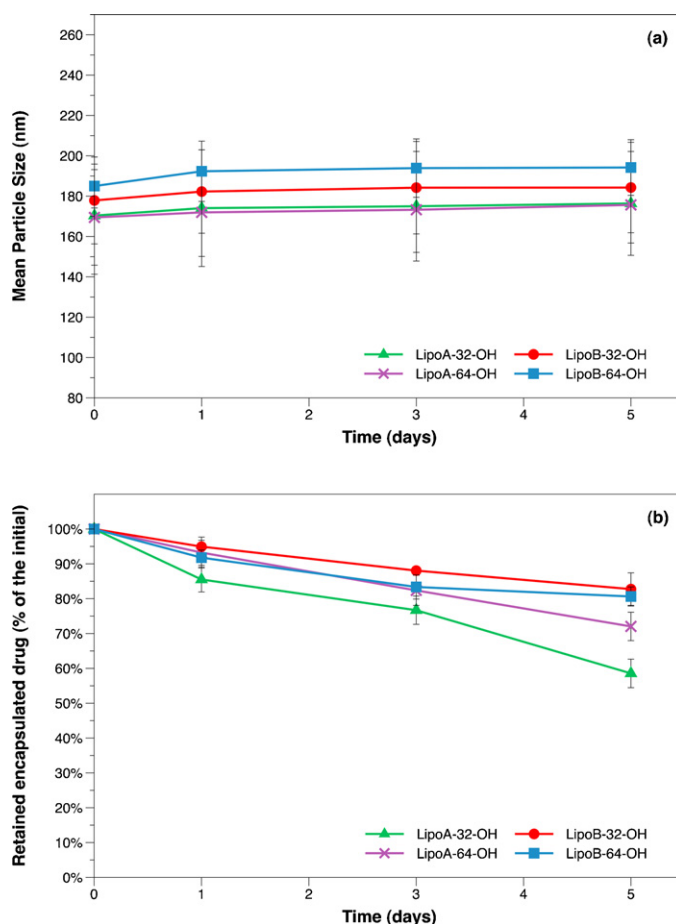 (a)
Mean Particle Size (nm)
260
240
220
200
180
160
140
120
100
80
LipoA-32-OH LipoB-32-OH
LipoA-64-OH LipoB-64-OH
0 1 2 3 4 5
Time (days)
(b)
Retained encapsulated drug (% of the initial)
100%
90%
80%
70%
60%
50%
40%
30%
20%
10%
0%
LipoA-32-OH LipoB-32-OH
LipoA-64-OH LipoB-64-OH
0 1 2 3 4 5
Time (days)